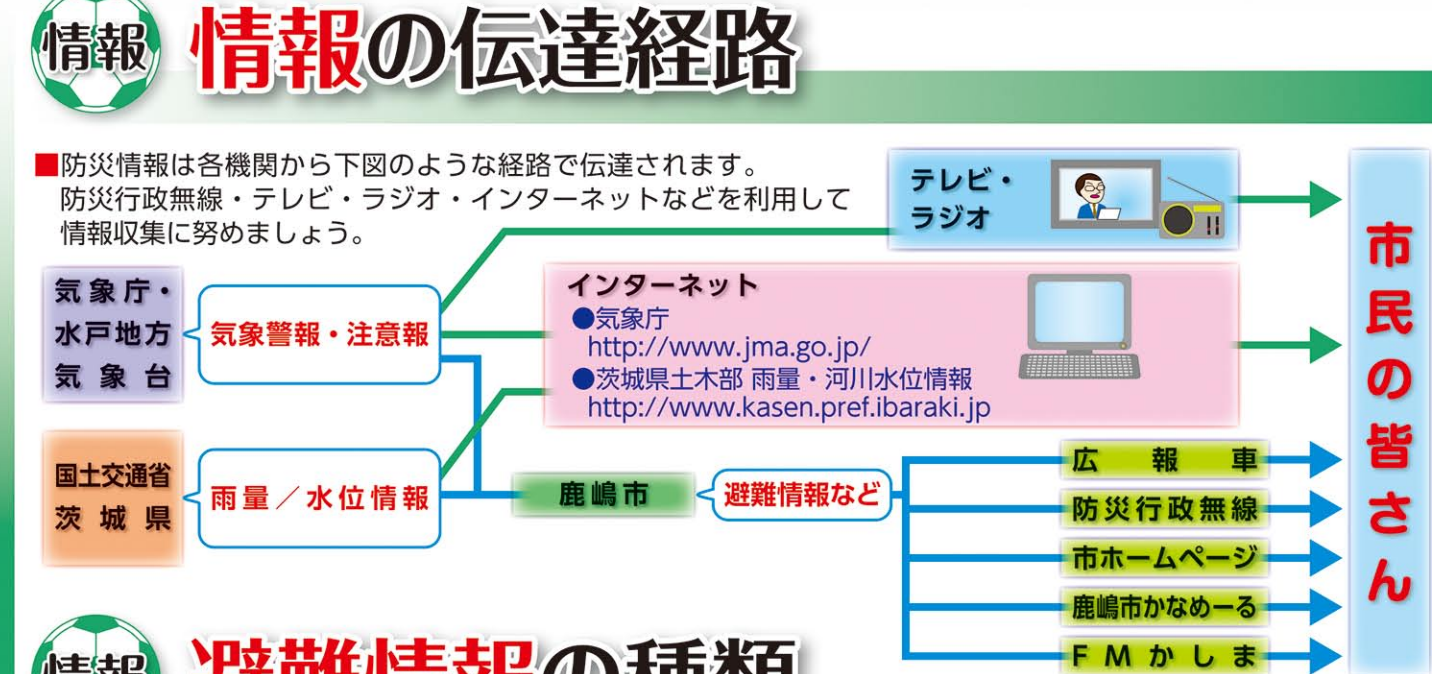 情報
情報の伝達経路
■防災情報は各機関から下図のような経路で伝達されます。
防災行政無線・テレビ・ラジオ・インターネットなどを利用して
情報収集に努めましょう。
テレビ・
ラジオ
気象庁・
水戸地方
気象台
気象警報・注意報
インターネット
●気象庁
http://www.jma.go.jp/
●茨城県土木部 雨量・河川水位情報
http://www.kasen.pref.ibaraki.jp
国土交通省
茨城県
雨量／水位情報
鹿嶋市
避難情報など
広報車
防災行政無線
市ホームページ
鹿嶋市かなめーる
FMかしま
市民の皆さん
情報
避難情報の種類